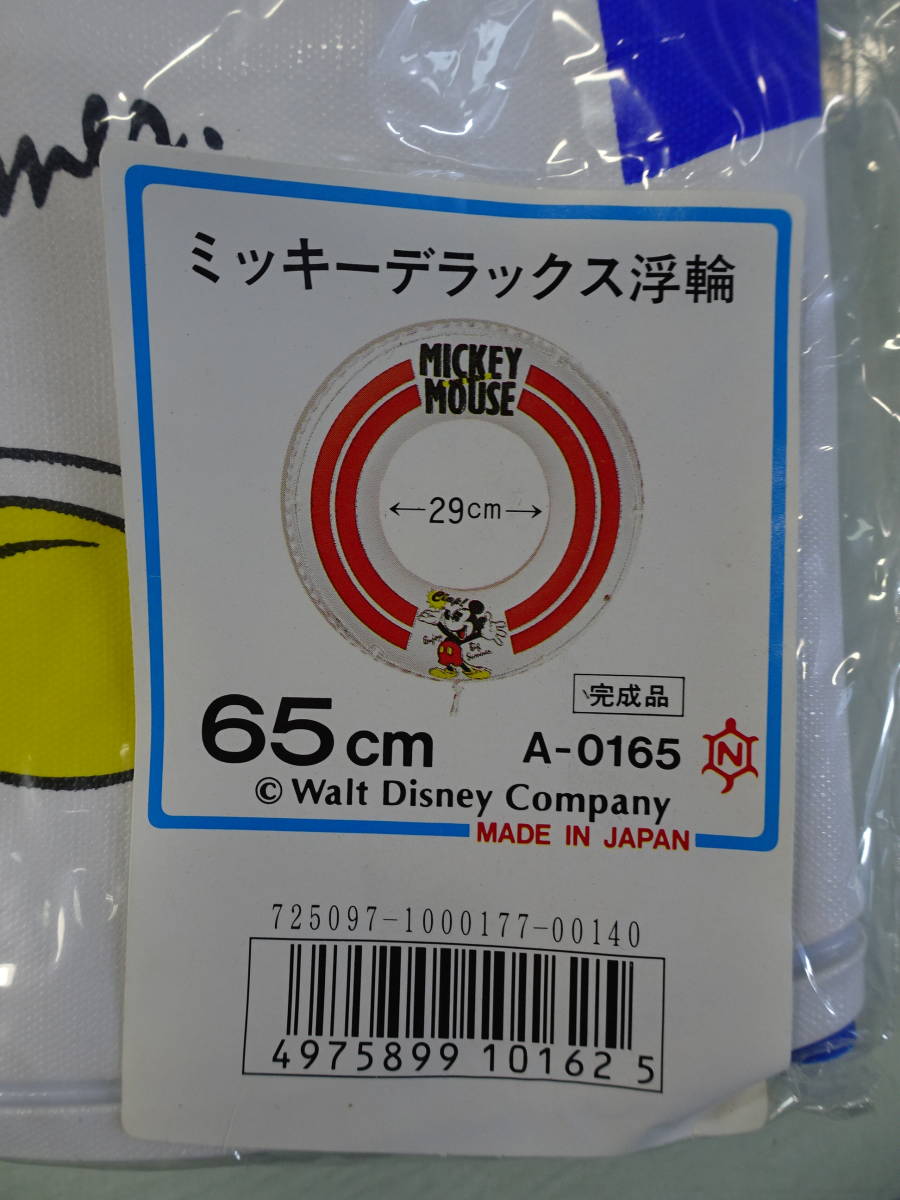 ミッキーデラックス浮輪
MICKEY
MOUSE
←29cm→
完成品
65cm
A-0165
N
© Walt Disney Company
MADE IN JAPAN
725097-1000177-00140
4975899 10162 5